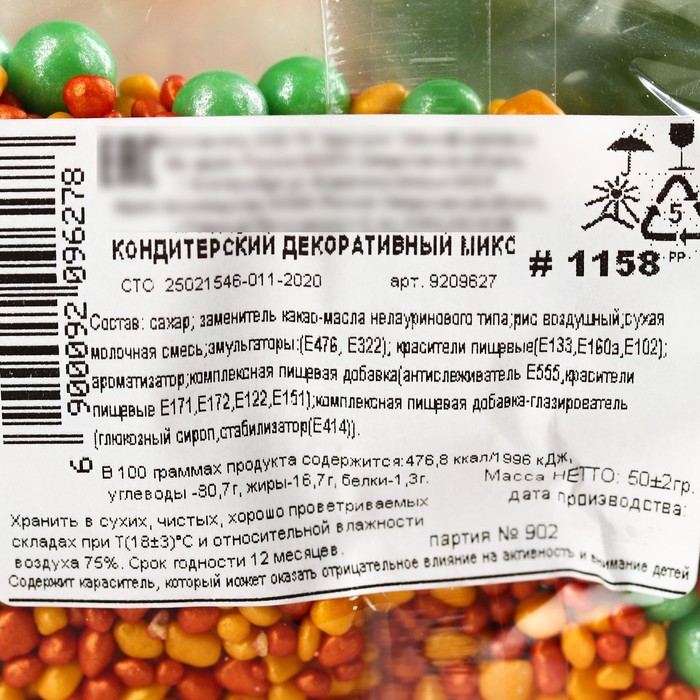 КОНДИТЕРСКИЙ ДЕКОРАТИВНЫЙ МИКС
# 1158
СТО 25021546-011-2020 арт. 9209627
5
PP
Состав: сахар; заменитель какао-масла нелауринового типа;рис воздушный;сухая
молочная смесь;эмульгаторы:(Е476, Е322); красители пищевые(Е133,Е160а,Е102);
ароматизатор;комплексная пищевая добавка(антислеживатель Е555,красители
пищевые Е171,Е172,Е122,Е151);комплексная пищевая добавка-глазирователь
(глюкозный сироп,стабилизатор(Е414)).
В 100 граммах продукта содержится:476,8 ккал/1996 кДж,
углеводы -80,7г, жиры-16,7г, белки-1,3г.
Масса НЕТТО: 50±2гр.
дата производства:
Хранить в сухих, чистых, хорошо проветриваемых
складах при Т(18±3)°С и относительной влажности
воздуха 75%. Срок годности 12 месяцев.
партия № 902
Содержит караситель, который может оказать отрицательное влияние на активность и внимание детей
6 900092 096278